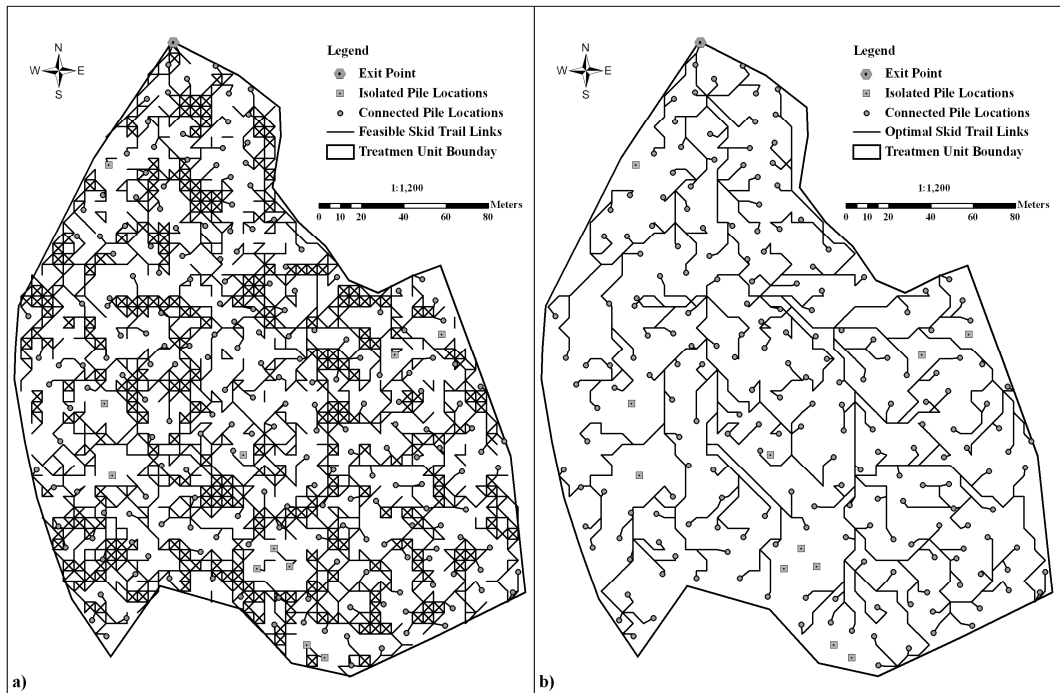 N
W E
S
Legend
Exit Point
Isolated Pile Locations
Connected Pile Locations
Feasible Skid Trail Links
Treatmen Unit Bounday
1:1,200
Meters
0 10 20 40 60 80
a)
N
W E
S
Legend
Exit Point
Isolated Pile Locations
Connected Pile Locations
Optimal Skid Trail Links
Treatmen Unit Bounday
1:1,200
Meters
0 10 20 40 60 80
b)